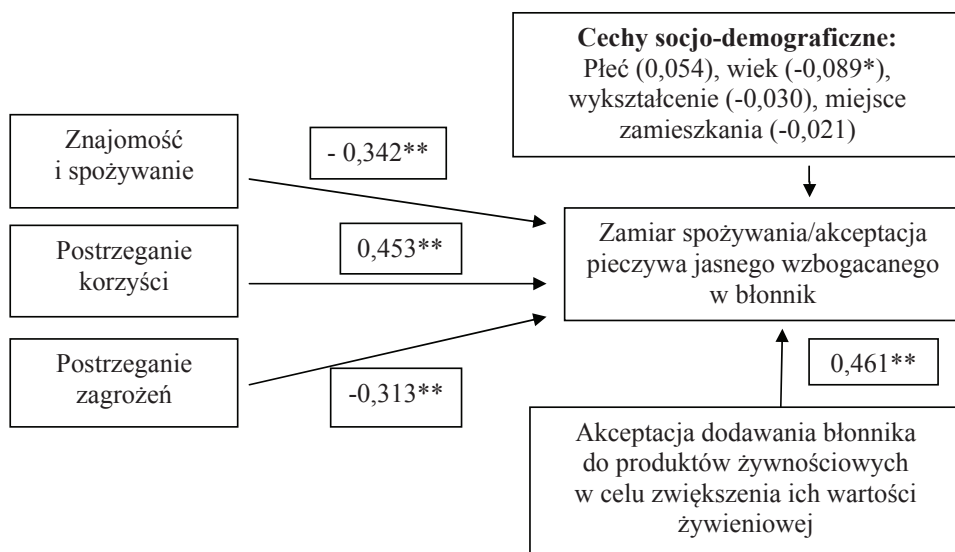 Cechy socjo-demograficzne:
Płeć (0,054), wiek (-0,089*),
wykształcenie (-0,030), miejsce
zamieszkania (-0,021)
Znajomość
i spożywanie
- 0,342**
Postrzeganie
korzyści
0,453**
Zamiar spożywania/akceptacja
pieczywa jasnego wzbogacanego
w błonnik
Postrzeganie
zagrożeń
-0,313**
0,461**
Akceptacja dodawania błonnika
do produktów żywnościowych
w celu zwiększenia ich wartości
żywieniowej